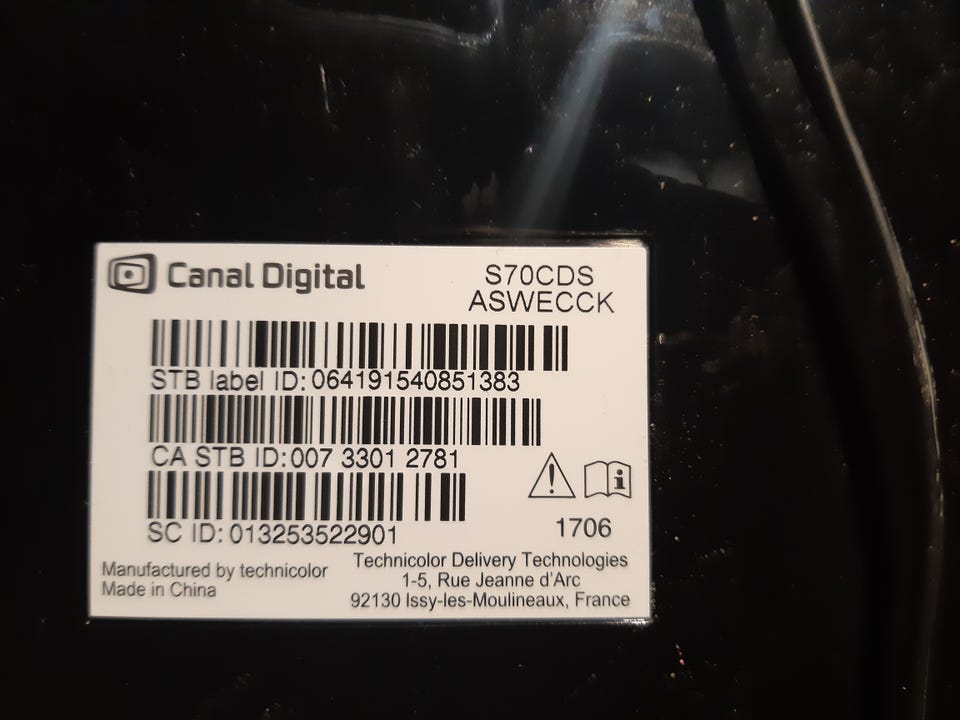 Canal Digital
S70CDS
ASWECCK
STB label ID: 064191540851383
CA STB ID: 007 3301 2781
SC ID: 013253522901
1706
Manufactured by technicolor
Made in China
Technicolor Delivery Technologies
1-5, Rue Jeanne d'Arc
92130 Issy-les-Moulineaux, France